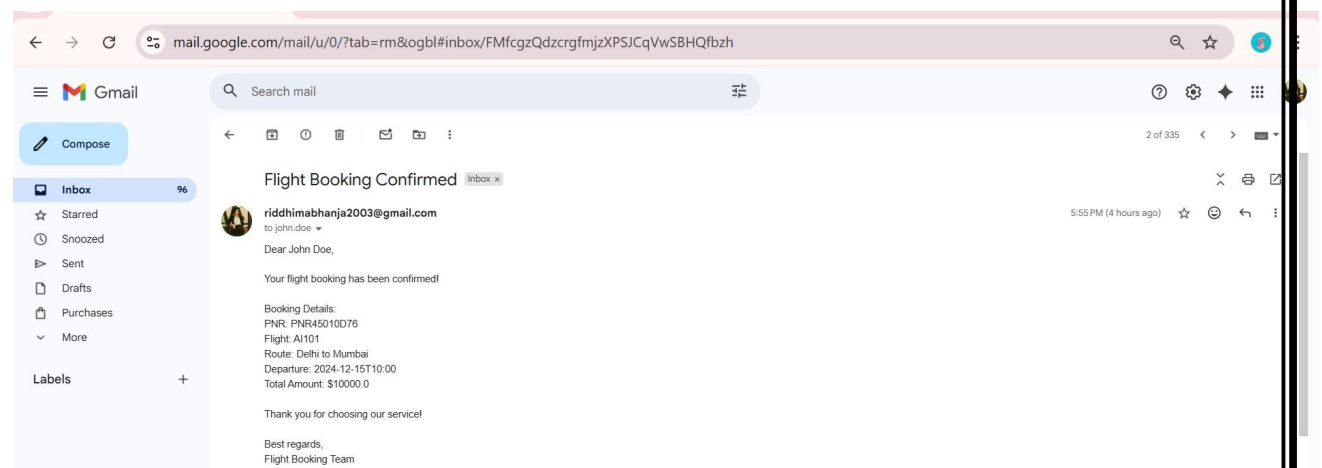 mail.google.com/mail/u/0/?tab=rm&ogbl#inbox/FMfcgzQdzcrgfmjzXPSJCqVwSBHQfbzh
Gmail
Search mail
Compose
2 of 335
Flight Booking Confirmed Inbox x
Inbox 96
riddhimabhanja2003@gmail.com 5:55 PM (4 hours ago)
Starred
to john.doe
Snoozed
Dear John Doe,
Sent
Your flight booking has been confirmed!
Drafts
Booking Details:
Purchases
PNR: PNR45010D76
Flight: AI101
More
Route: Delhi to Mumbai
Departure: 2024-12-15T10:00
Labels +
Total Amount: $10000.0
Thank you for choosing our service!
Best regards,
Flight Booking Team